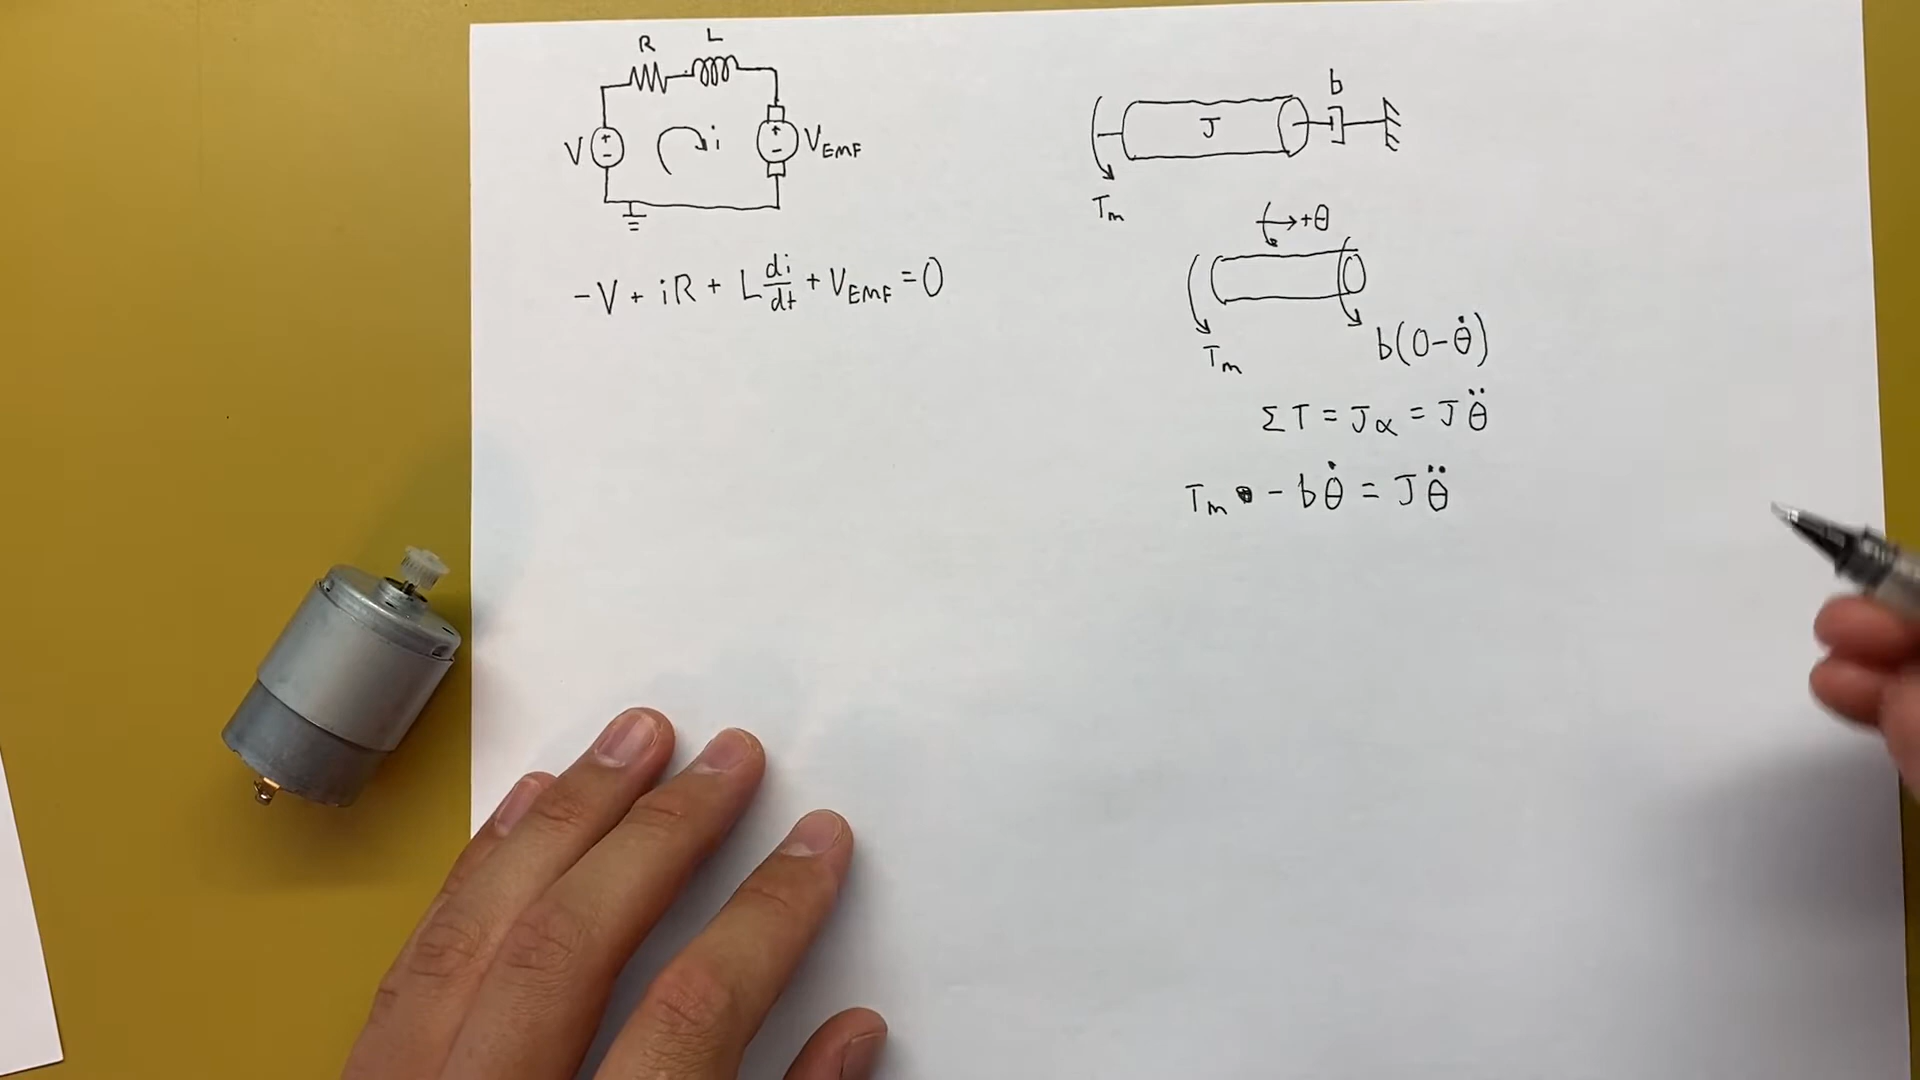 R L
V i V_EMF
-V + iR + L di/dt + V_EMF = 0
b
J
T_m
+θ
T_m b(0-θ̇)
ΣT = Jα = Jθ̈
T_m - bθ̇ = Jθ̈